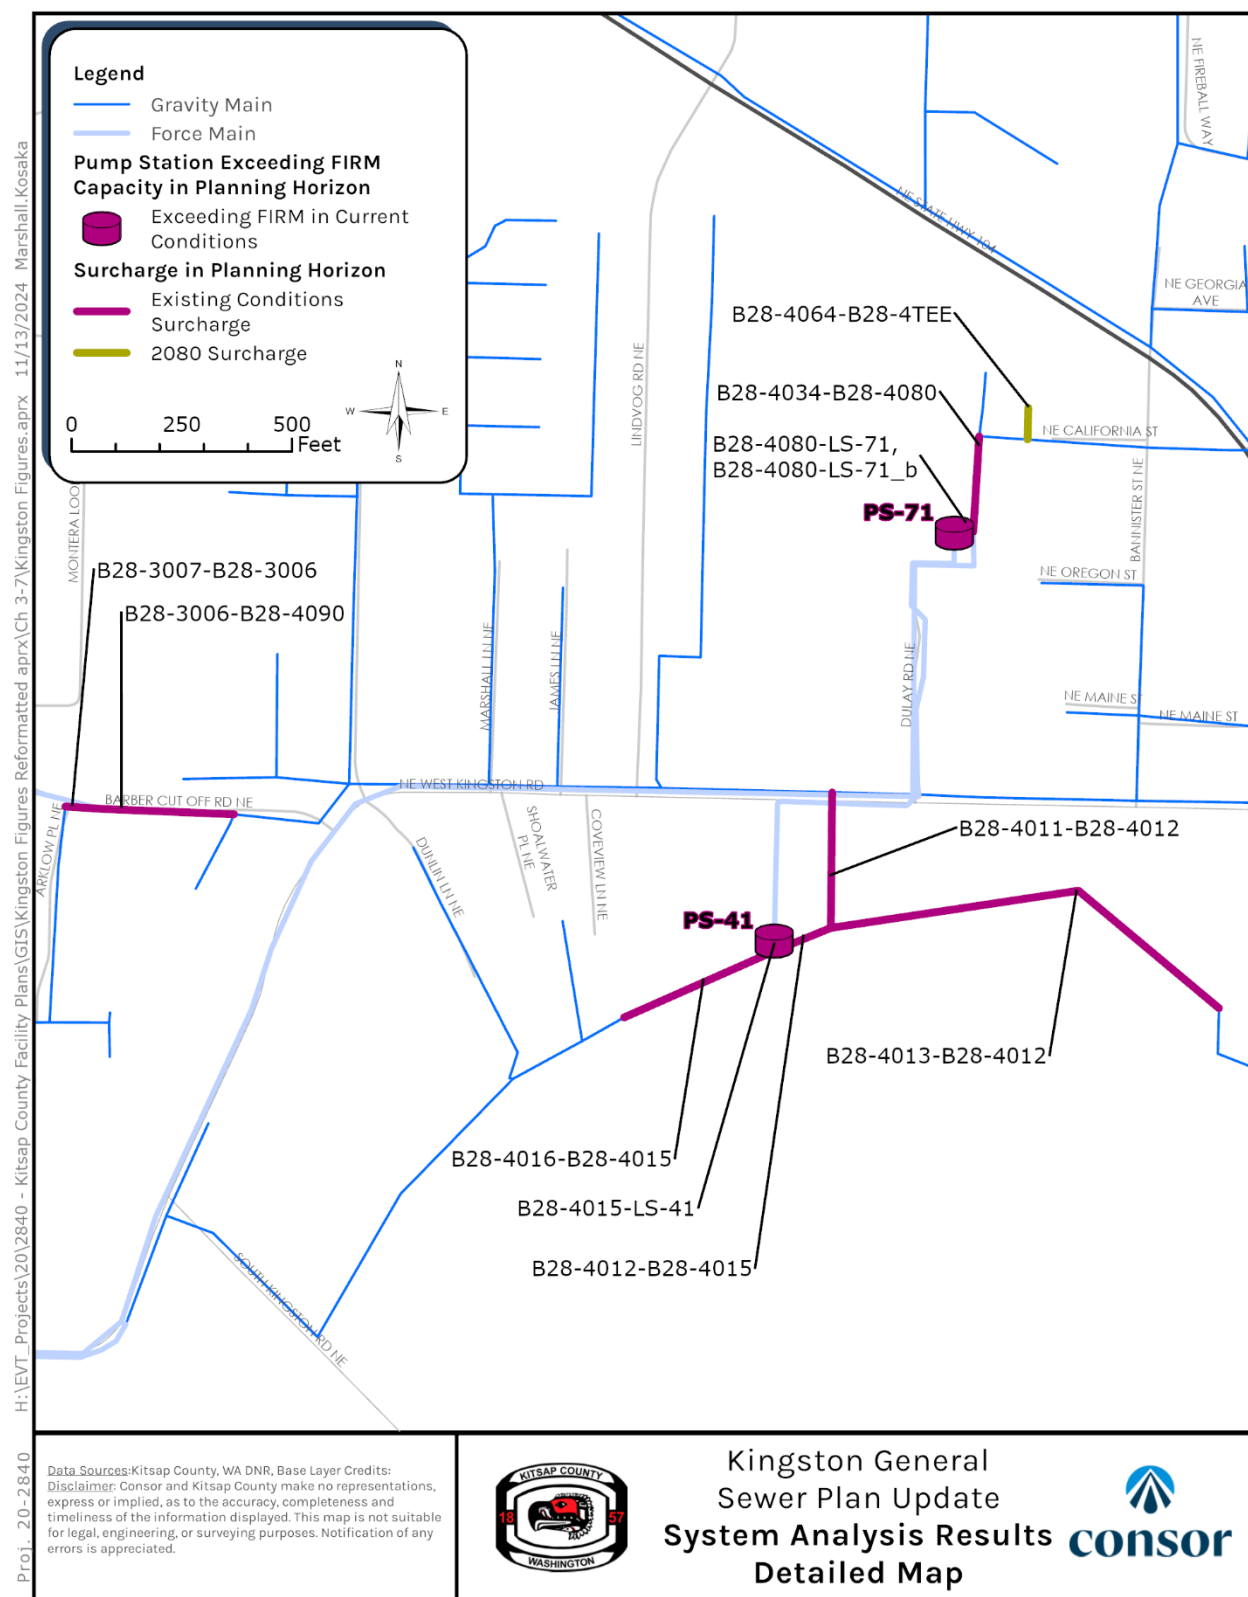 Legend
Gravity Main
Force Main
Pump Station Exceeding FIRM
Capacity in Planning Horizon
Exceeding FIRM in Current
Conditions
Surcharge in Planning Horizon
Existing Conditions
Surcharge
2080 Surcharge
N
W
E
S
0
250
500
Feet
H:\EVT_Projects\20\2840 - Kitsap County Facility Plans\GIS\Kingston Figures Reformatted aprx\Ch 3-7\Kingston Figures.aprx 11/13/2024 Marshall.Kosaka
Proj. 20-2840
NE FIREBALL WAY
NE STATE HWY 104
NE GEORGIA
AVE
LINDVOG RD NE
B28-4064-B28-4TEE
B28-4034-B28-4080
NE CALIFORNIA ST
B28-4080-LS-71,
B28-4080-LS-71_b
PS-71
BANNISTER ST NE
MONTERA LOO
B28-3007-B28-3006
B28-3006-B28-4090
NE OREGON ST
MARSHALL LN NE
JAMES LN NE
DULAY RD NE
NE MAINE ST
NE MAINE ST
NE WEST KINGSTON RD
BARBER CUT OFF RD NE
ARKLOW PL NE
DUNLIN LN NE
SHOALWATER
PL NE
COVEVIEW LN NE
B28-4011-B28-4012
PS-41
B28-4013-B28-4012
B28-4016-B28-4015
B28-4015-LS-41
B28-4012-B28-4015
SOUTH KINGSTON RD NE
Data Sources:Kitsap County, WA DNR, Base Layer Credits:
Disclaimer: Consor and Kitsap County make no representations,
express or implied, as to the accuracy, completeness and
timeliness of the information displayed. This map is not suitable
for legal, engineering, or surveying purposes. Notification of any
errors is appreciated.
KITSAP COUNTY
18
57
WASHINGTON
Kingston General
Sewer Plan Update
System Analysis Results
Detailed Map
consor